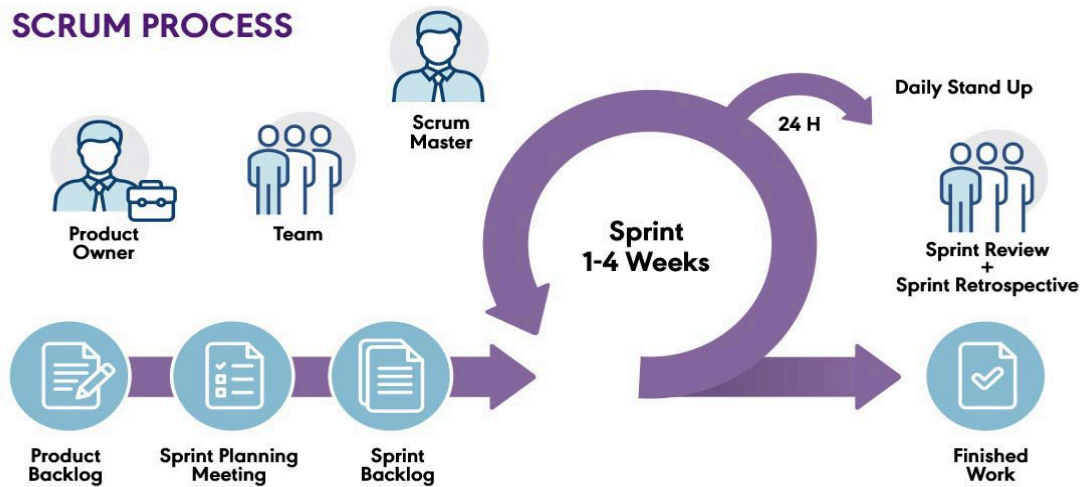 SCRUM PROCESS
Scrum
Master
Product
Owner
Team
Sprint
1-4 Weeks
24 H
Daily Stand Up
Sprint Review
+
Sprint Retrospective
Product
Backlog
Sprint Planning
Meeting
Sprint
Backlog
Finished
Work